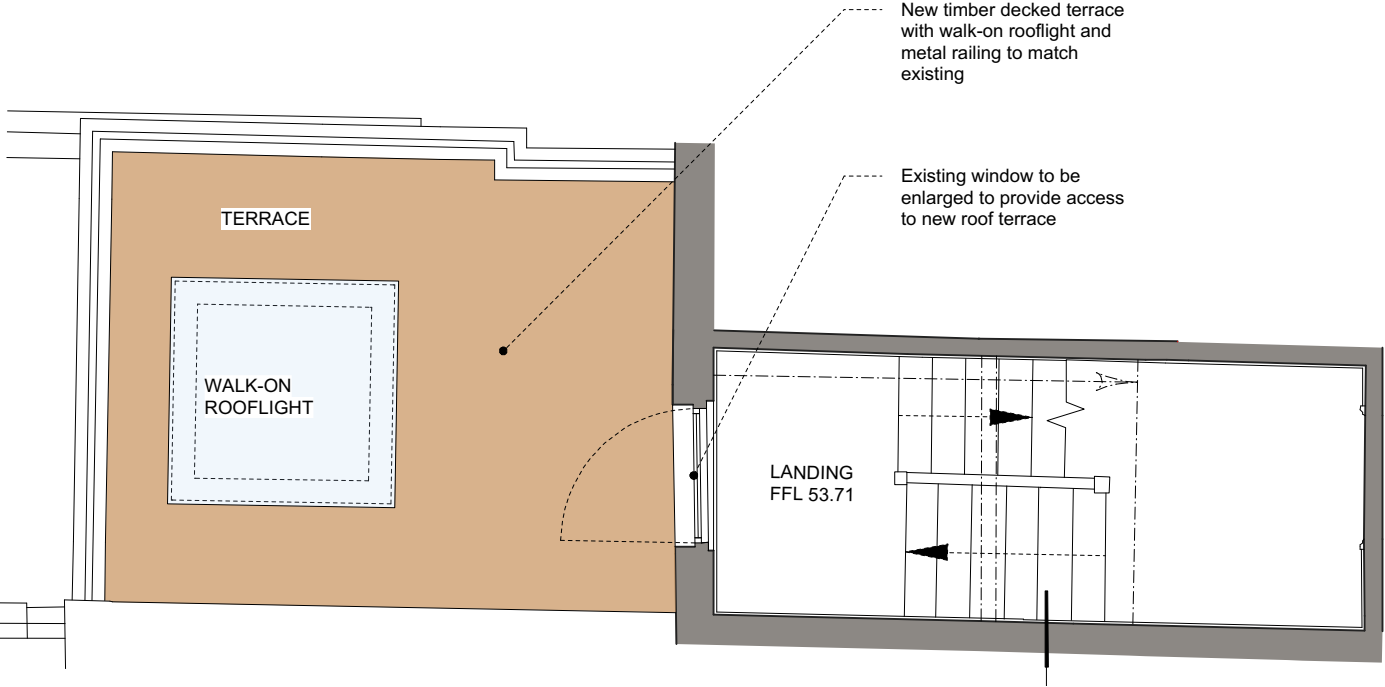 New timber decked terrace
with walk-on rooflight and
metal railing to match
existing
Existing window to be
enlarged to provide access
to new roof terrace
TERRACE
WALK-ON
ROOFLIGHT
LANDING
FFL 53.71